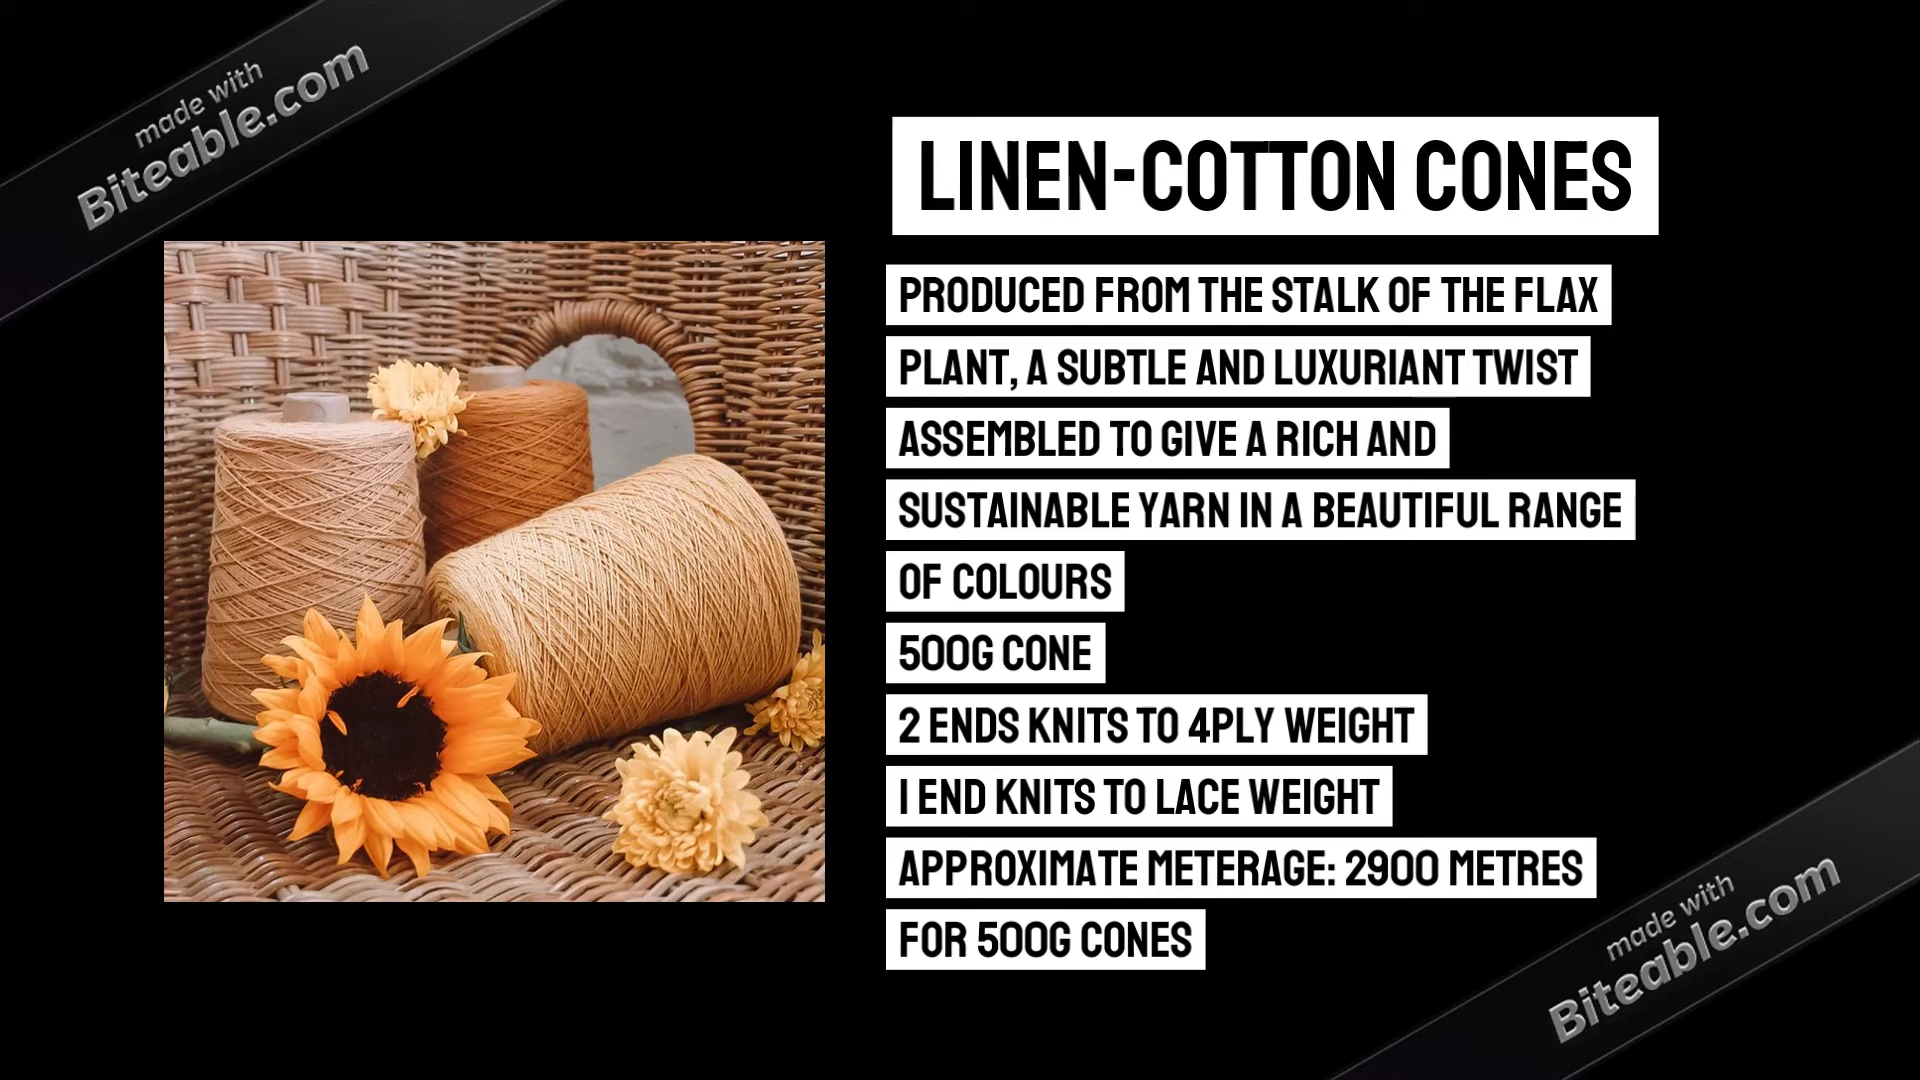 made with
Biteable.com
LINEN-COTTON CONES
PRODUCED FROM THE STALK OF THE FLAX
PLANT, A SUBTLE AND LUXURIANT TWIST
ASSEMBLED TO GIVE A RICH AND
SUSTAINABLE YARN IN A BEAUTIFUL RANGE
OF COLOURS
500G CONE
2 ENDS KNITS TO 4PLY WEIGHT
1 END KNITS TO LACE WEIGHT
APPROXIMATE METERAGE: 2900 METRES
FOR 500G CONES
made with
Biteable.com